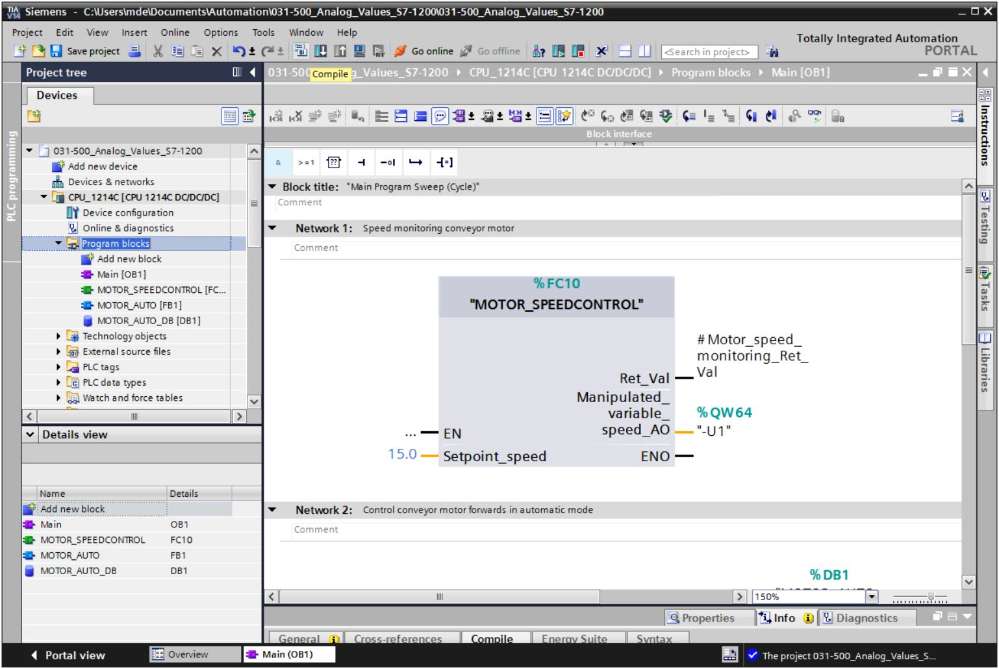 TIA V14 Siemens - C:\Users\mde\Documents\Automation\031-500_Analog_Values_S7-1200\031-500_Analog_Values_S7-1200
Project Edit View Insert Online Options Tools Window Help
Totally Integrated Automation
PORTAL
Save project Go online Go offline <Search in project>
Project tree
031-500 Compile g_Values_S7-1200 CPU_1214C [CPU 1214C DC/DC/DC] Program blocks Main [OB1]
Devices
PLC programming
Block interface
031-500_Analog_Values_S7-1200
Add new device
Devices & networks
CPU_1214C [CPU 1214C DC/DC/DC]
Device configuration
Online & diagnostics
Program blocks
Add new block
Main [OB1]
MOTOR_SPEEDCONTROL [FC...
MOTOR_AUTO [FB1]
MOTOR_AUTO_DB [DB1]
Technology objects
External source files
PLC tags
PLC data types
Watch and force tables
Details view
Name Details
Add new block
Main OB1
MOTOR_SPEEDCONTROL FC10
MOTOR_AUTO FB1
MOTOR_AUTO_DB DB1
& >=1 ??
Block title: "Main Program Sweep (Cycle)"
Comment
Network 1: Speed monitoring conveyor motor
Comment
%FC10
"MOTOR_SPEEDCONTROL"
#Motor_speed_
monitoring_Ret_
Val
Ret_Val
Manipulated_
variable_
speed_AO
%QW64
"-U1"
... EN
15.0 Setpoint_speed
ENO
Network 2: Control conveyor motor forwards in automatic mode
Comment
%DB1
150%
Properties Info Diagnostics
General Cross-references Compile Energy Suite Syntax
Instructions
Testing
Tasks
Libraries
Portal view Overview Main (OB1) The project 031-500_Analog_Values_S...